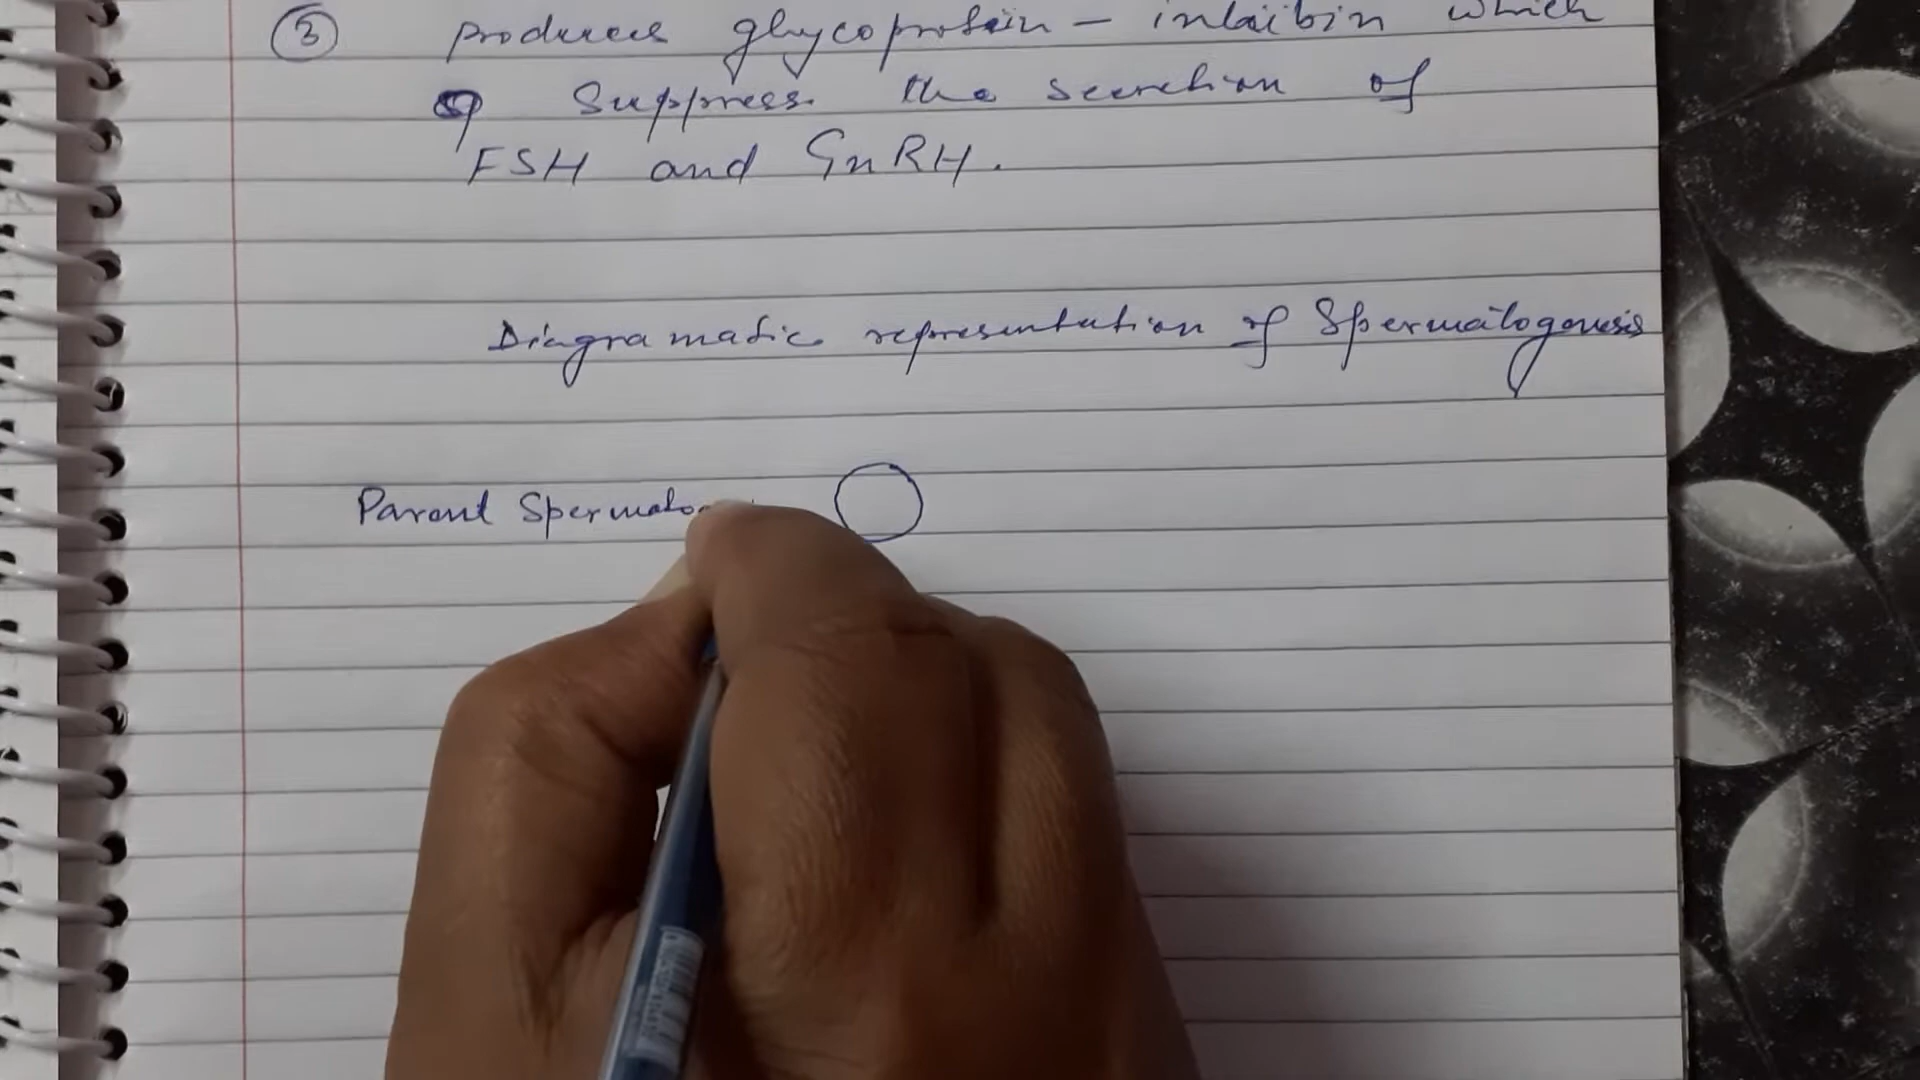 3 produces glycoprotein - inhibin which
Suppress the secretion of
FSH and GnRH.
Diagramatic representation of Spermatogenesis
Parent Spermato